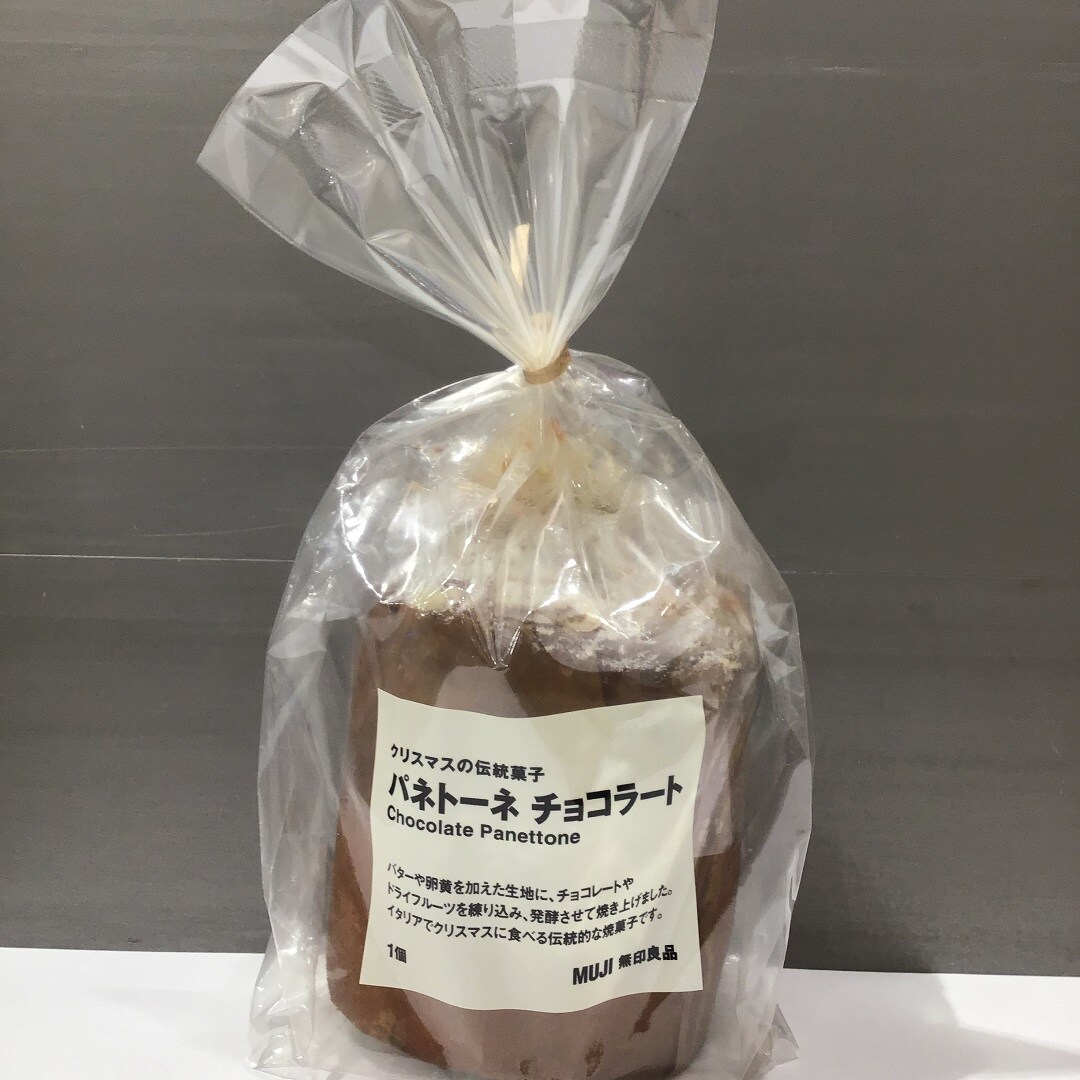 クリスマスの伝統菓子
パネトーネ チョコラート
Chocolate Panettone
バターや卵黄を加えた生地に、チョコレートや
ドライフルーツを練り込み、発酵させて焼き上げました。
イタリアでクリスマスに食べる伝統的な焼菓子です。
1個
MUJI 無印良品